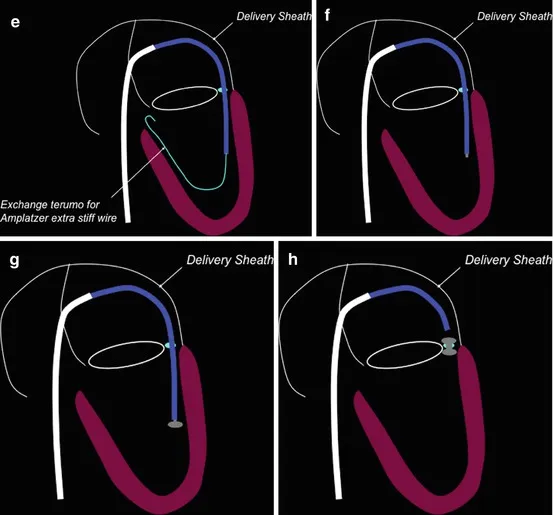 e
Delivery Sheath
Exchange terumo for
Amplatzer extra stiff wire
f
Delivery Sheath
g
Delivery Sheath
h
Delivery Sheath